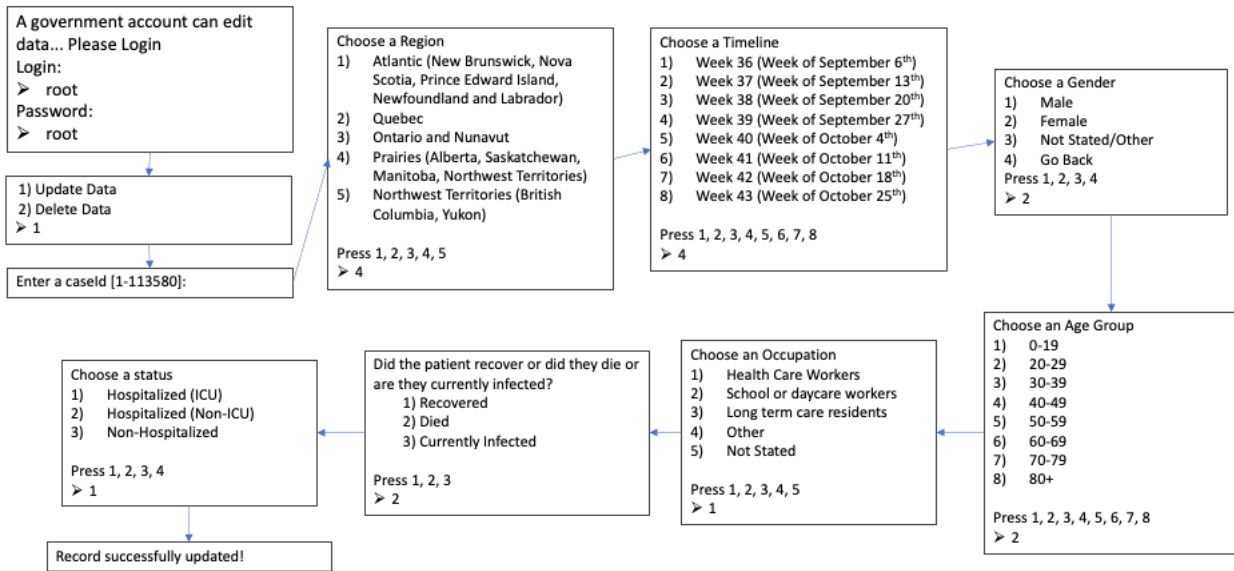 A government account can edit
data... Please Login
Login:
➢ root
Password:
➢ root
1) Update Data
2) Delete Data
➢ 1
Enter a caseId [1-113580]:
Choose a Region
1) Atlantic (New Brunswick, Nova
Scotia, Prince Edward Island,
Newfoundland and Labrador)
2) Quebec
3) Ontario and Nunavut
4) Prairies (Alberta, Saskatchewan,
Manitoba, Northwest Territories)
5) Northwest Territories (British
Columbia, Yukon)
Press 1, 2, 3, 4, 5
➢ 4
Choose a Timeline
1) Week 36 (Week of September 6th)
2) Week 37 (Week of September 13th)
3) Week 38 (Week of September 20th)
4) Week 39 (Week of September 27th)
5) Week 40 (Week of October 4th)
6) Week 41 (Week of October 11th)
7) Week 42 (Week of October 18th)
8) Week 43 (Week of October 25th)
Press 1, 2, 3, 4, 5, 6, 7, 8
➢ 4
Choose a Gender
1) Male
2) Female
3) Not Stated/Other
4) Go Back
Press 1, 2, 3, 4
➢ 2
Choose an Age Group
1) 0-19
2) 20-29
3) 30-39
4) 40-49
5) 50-59
6) 60-69
7) 70-79
8) 80+
Press 1, 2, 3, 4, 5, 6, 7, 8
➢ 2
Choose an Occupation
1) Health Care Workers
2) School or daycare workers
3) Long term care residents
4) Other
5) Not Stated
Press 1, 2, 3, 4, 5
➢ 1
Did the patient recover or did they die or
are they currently infected?
1) Recovered
2) Died
3) Currently Infected
Press 1, 2, 3
➢ 2
Choose a status
1) Hospitalized (ICU)
2) Hospitalized (Non-ICU)
3) Non-Hospitalized
Press 1, 2, 3, 4
➢ 1
Record successfully updated!